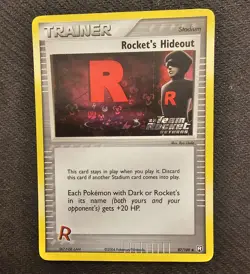 TRAINER
Stadium
Rocket's Hideout
R
R
Team
Rocket
RETURNS
This card stays in play when you play it. Discard
this card if another Stadium card comes into play.
Each Pokémon with Dark or Rocket's
in its name (both yours and your
opponent's) gets +20 HP.
R
87/109